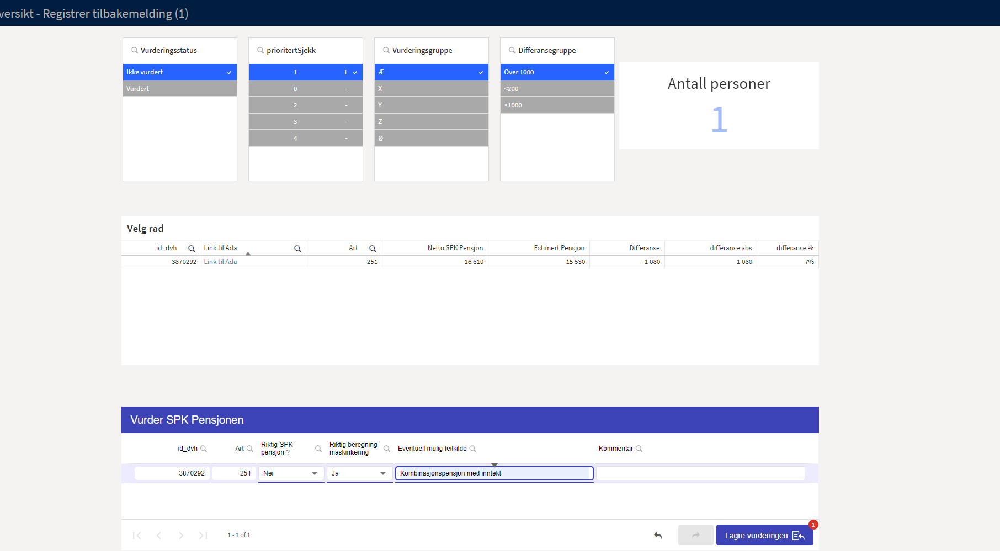 versikt - Registrer tilbakemelding (1)
Vurderingsstatus
Ikke vurdert
Vurdert
prioritertSjekk
1 1
0 -
2 -
3 -
4 -
Vurderingsgruppe
Æ
X
Y
Z
Ø
Differansegruppe
Over 1000
<200
<1000
Antall personer
1
Velg rad
id_dvh Link til Ada Art Netto SPK Pensjon Estimert Pensjon Differanse differanse abs differanse %
3870292 Link til Ada 251 16 610 15 530 -1 080 1 080 7%
Vurder SPK Pensjonen
id_dvh Art Riktig SPK pensjon ? Riktig beregning maskinlæring Eventuell mulig feilkilde Kommentar
3870292 251 Nei Ja Kombinasjonspensjon med inntekt
1 - 1 of 1
Lagre vurderingen 1